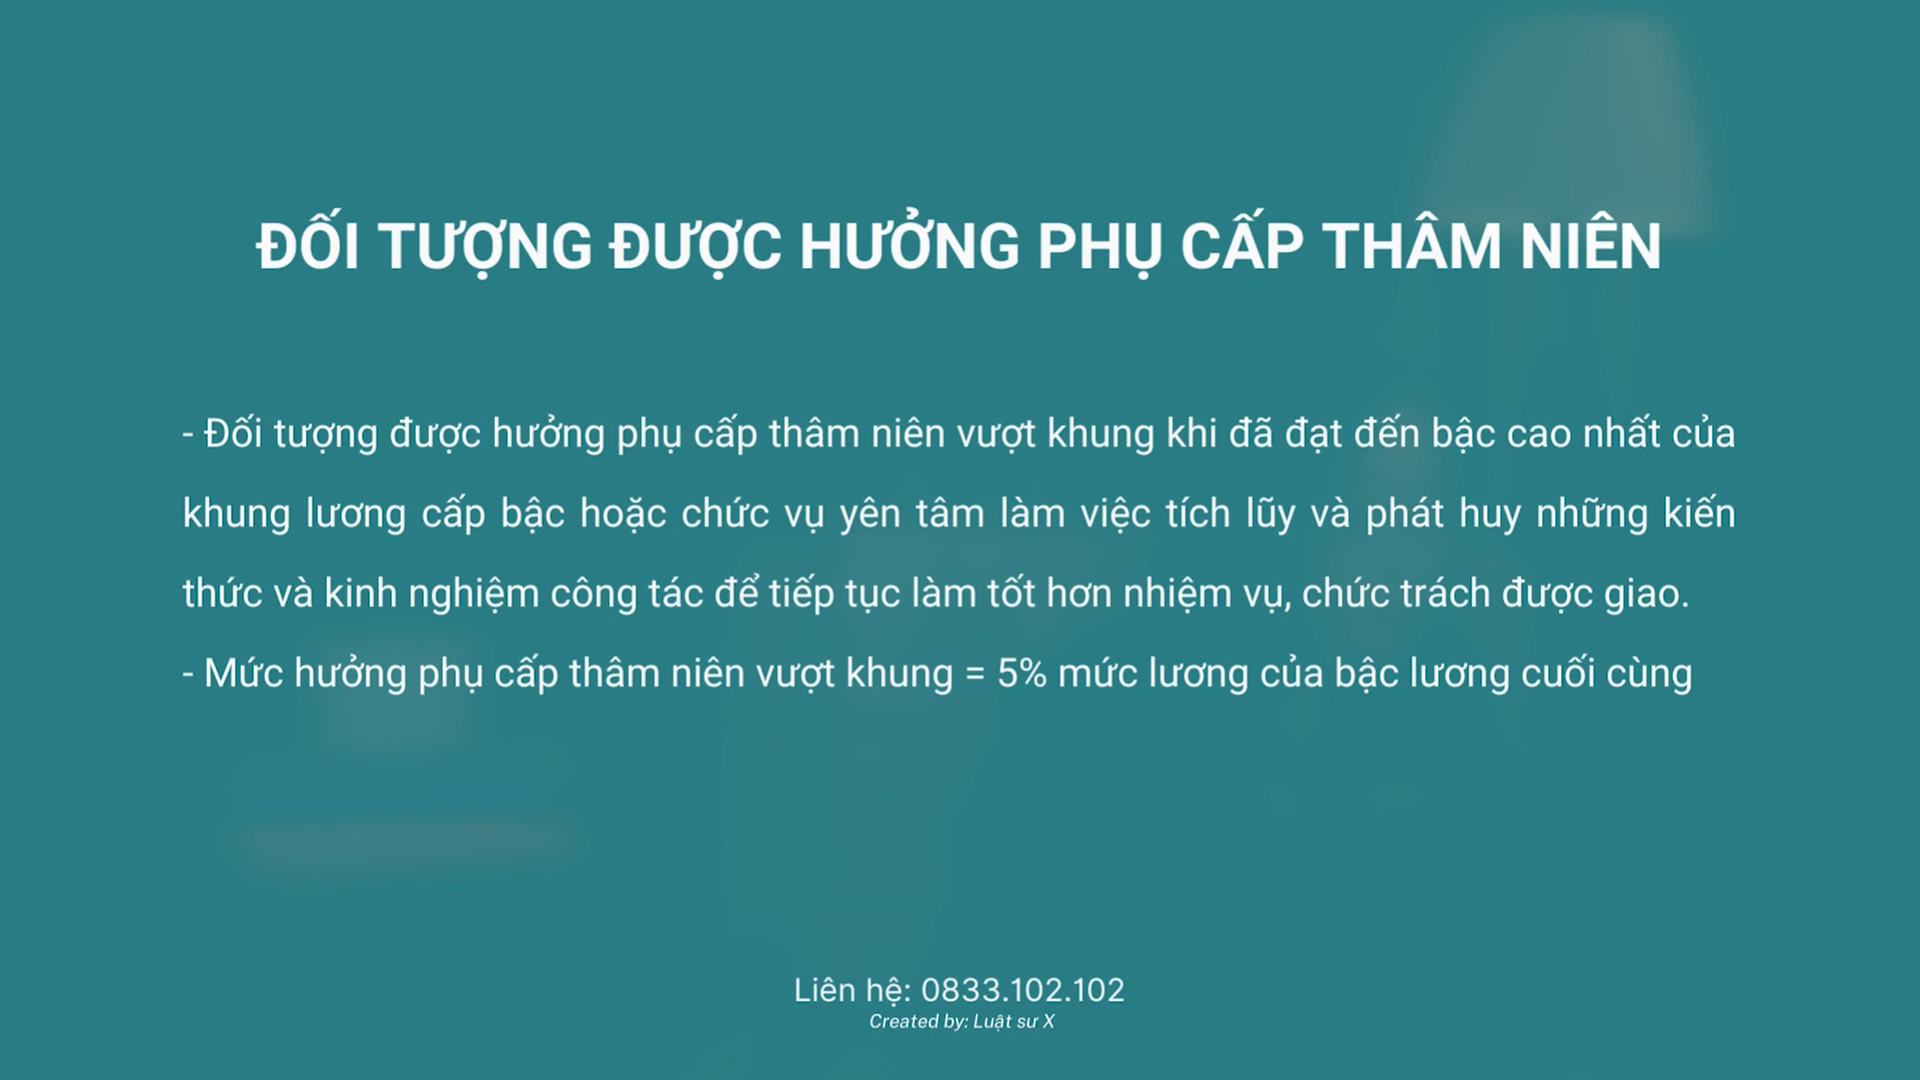 ĐỐI TƯỢNG ĐƯỢC HƯỞNG PHỤ CẤP THÂM NIÊN
- Đối tượng được hưởng phụ cấp thâm niên vượt khung khi đã đạt đến bậc cao nhất của
khung lương cấp bậc hoặc chức vụ yên tâm làm việc tích lũy và phát huy những kiến
thức và kinh nghiệm công tác để tiếp tục làm tốt hơn nhiệm vụ, chức trách được giao.
- Mức hưởng phụ cấp thâm niên vượt khung = 5% mức lương của bậc lương cuối cùng
Liên hệ: 0833.102.102
Created by: Luật sư X